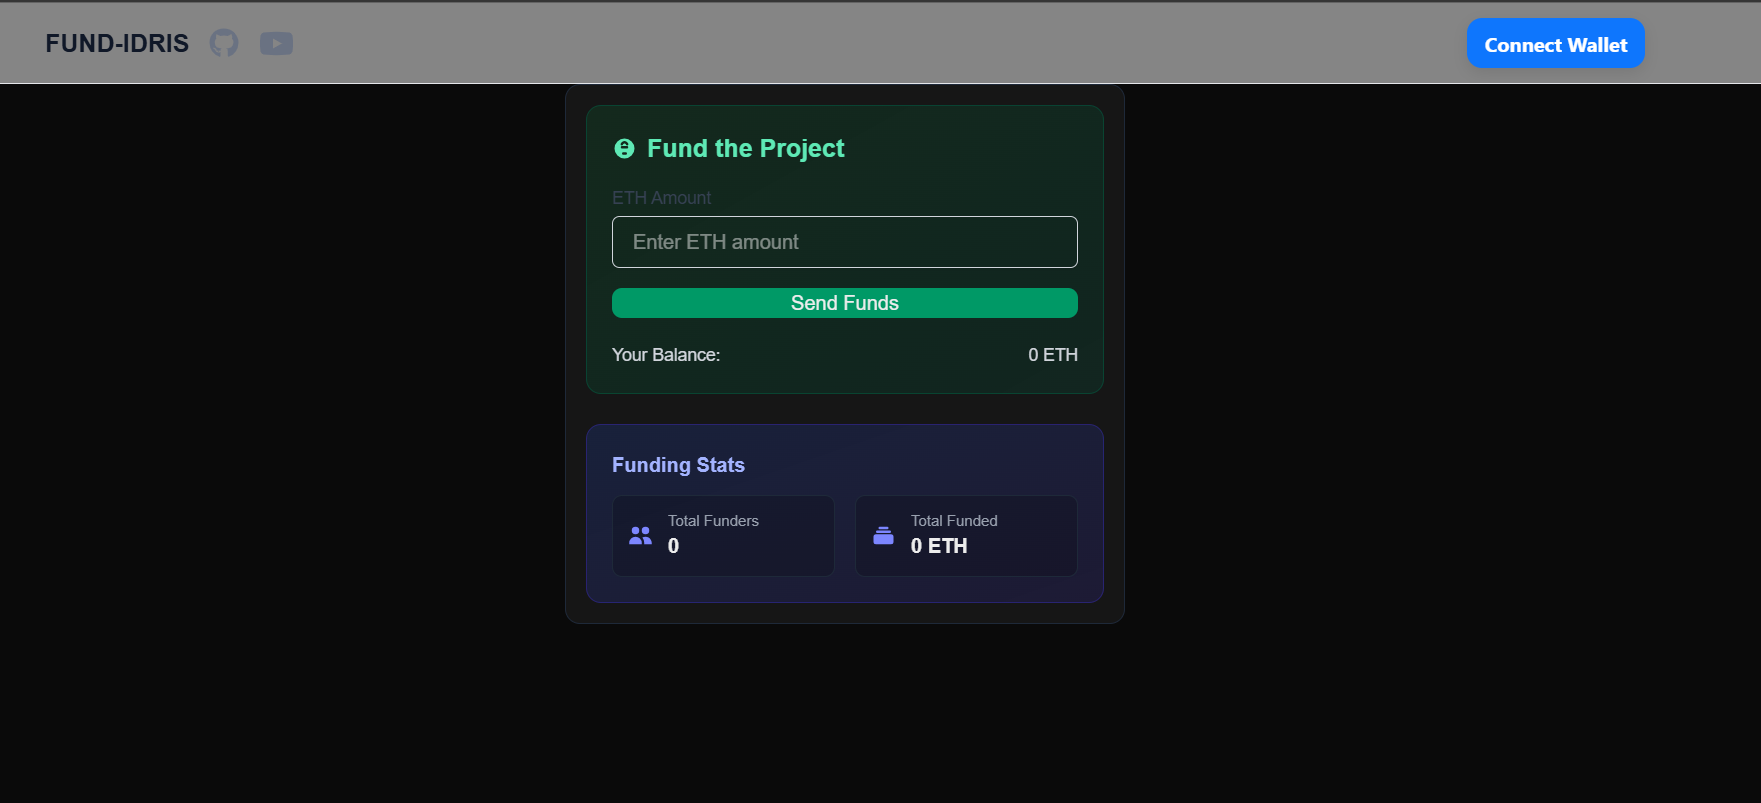 FUND-IDRIS
Connect Wallet
Fund the Project
ETH Amount
Enter ETH amount
Send Funds
Your Balance: 0 ETH
Funding Stats
Total Funders
0
Total Funded
0 ETH